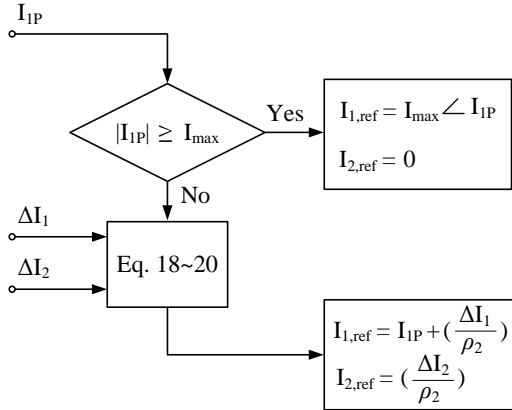 I1P
|I1P| ≥ Imax
Yes
I1,ref = Imax ∠ I1P
I2,ref = 0
No
ΔI1
ΔI2
Eq. 18~20
I1,ref = I1P + (ΔI1/ρ2)
I2,ref = (ΔI2/ρ2)